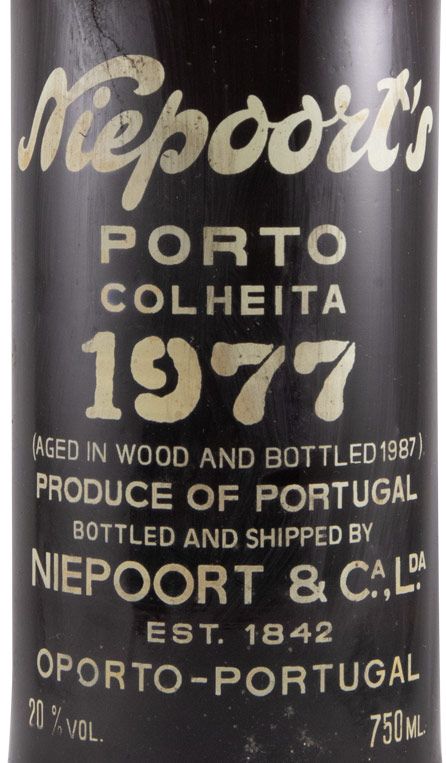 Niepoort's
PORTO
COLHEITA
1977
(AGED IN WOOD AND BOTTLED 1987)
PRODUCE OF PORTUGAL
BOTTLED AND SHIPPED BY
NIEPOORT & CA., LDA
EST. 1842
OPORTO-PORTUGAL
20 % VOL. 750 ML.